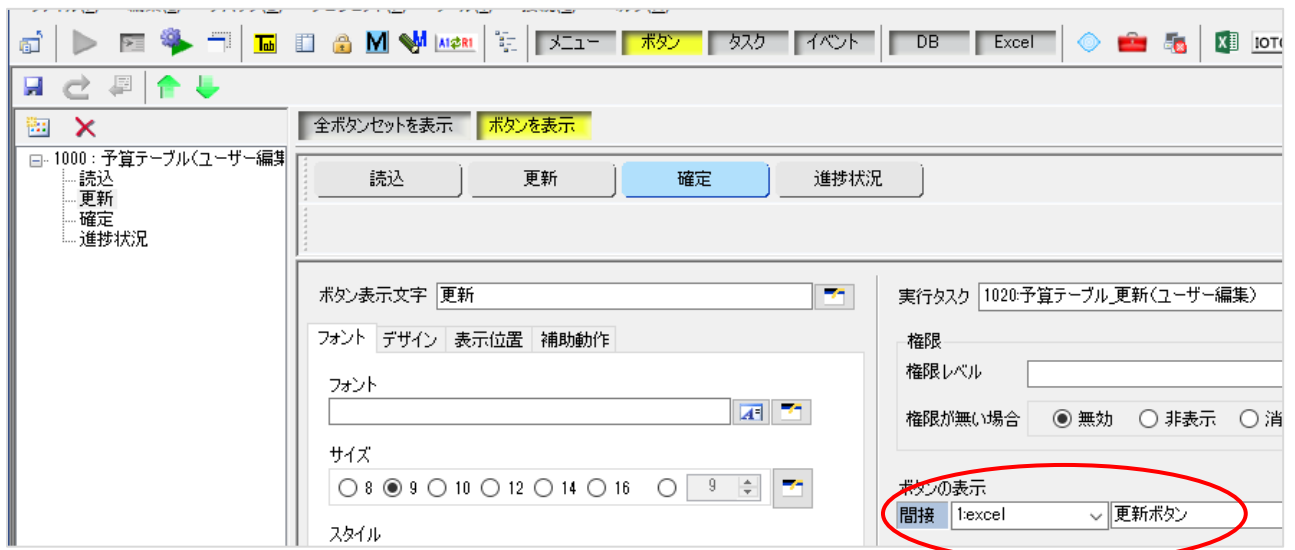 Tab
M
M
A1⇄R1
メニュー
ボタン
タスク
イベント
DB
Excel
全ボタンセットを表示
ボタンを表示
1000:予算テーブル(ユーザー編集
読込
更新
確定
進捗状況
読込
更新
確定
進捗状況
ボタン表示文字
更新
実行タスク
1020:予算テーブル_更新(ユーザー編集)
フォント
デザイン
表示位置
補助動作
権限
権限レベル
フォント
権限が無い場合
無効
非表示
消
サイズ
8
9
10
12
14
16
9
ボタンの表示
間接
1:excel
更新ボタン
スタイル